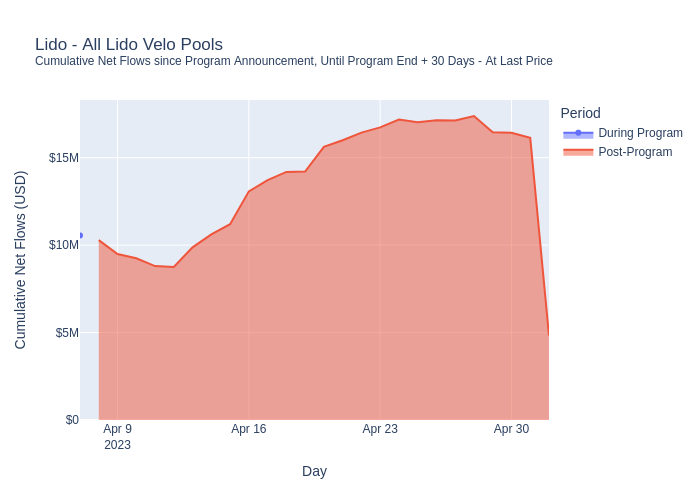 Lido - All Lido Velo Pools
Cumulative Net Flows since Program Announcement, Until Program End + 30 Days - At Last Price
Period
During Program
Post-Program
Cumulative Net Flows (USD)
$15M
$10M
$5M
$0
Apr 9
2023
Apr 16
Apr 23
Apr 30
Day